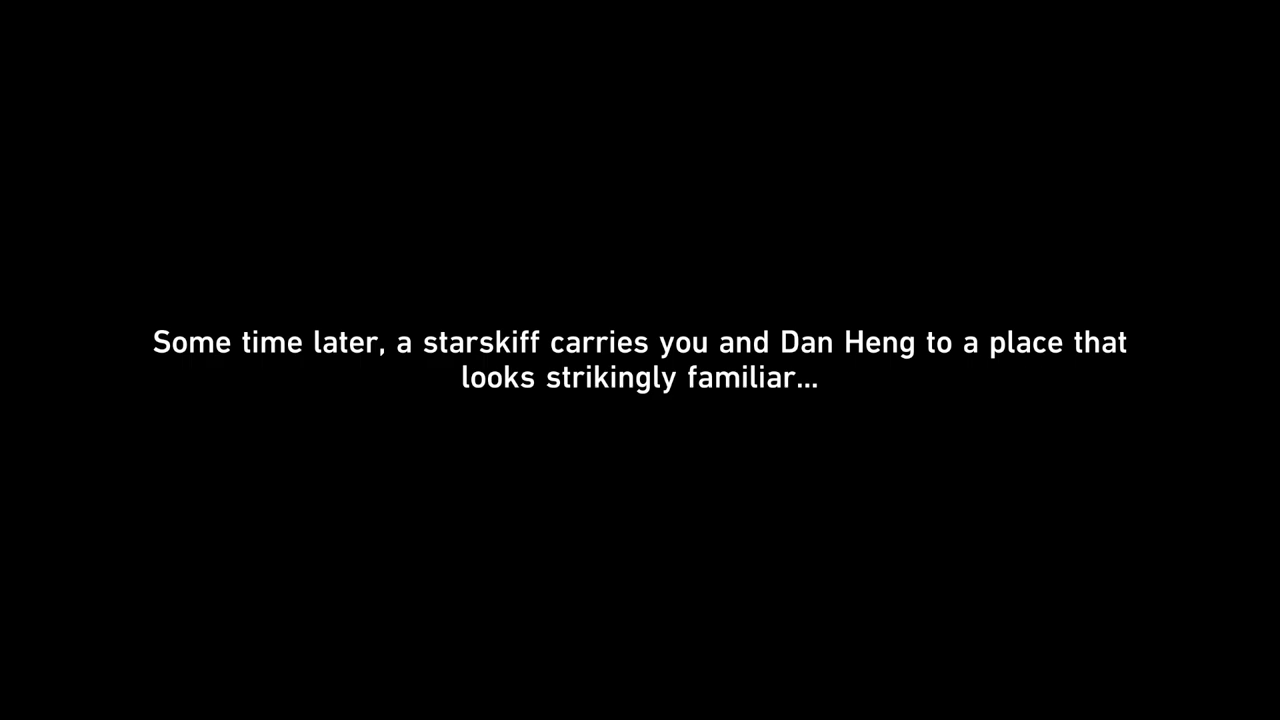 Some time later, a starskiff carries you and Dan Heng to a place that
looks strikingly familiar...